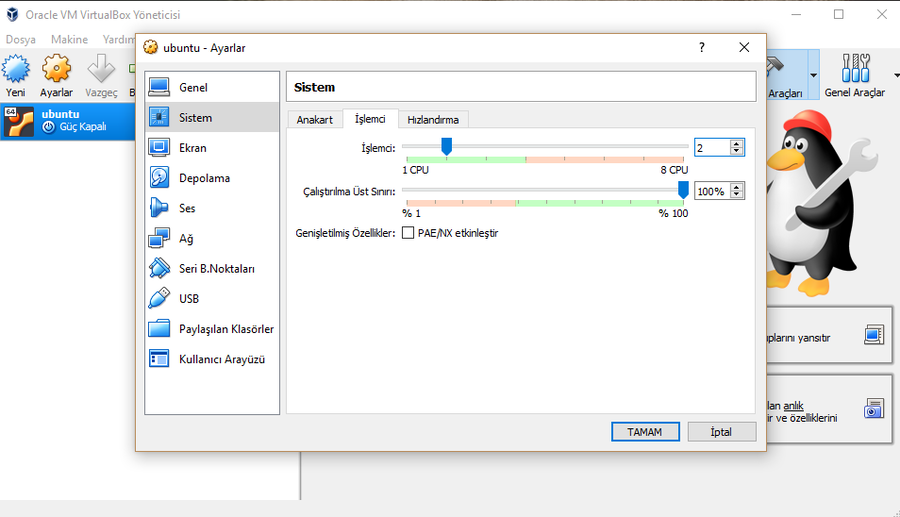 Oracle VM VirtualBox Yöneticisi
Dosya Makine Yardım
Yeni Ayarlar Vazgeç
Araçları Genel Araçlar
64
ubuntu
Güç Kapalı
ubuntu - Ayarlar
?
Genel
Sistem
Ekran
Depolama
Ses
Ağ
Seri B.Noktaları
USB
Paylaşılan Klasörler
Kullanıcı Arayüzü
Sistem
Anakart İşlemci Hızlandırma
İşlemci: 2
1 CPU 8 CPU
Çalıştırılma Üst Sınırı: 100%
% 1 % 100
Genişletilmiş Özellikler: PAE/NX etkinleştir
TAMAM İptal
yansıtır
anlık
ve özelliklerini